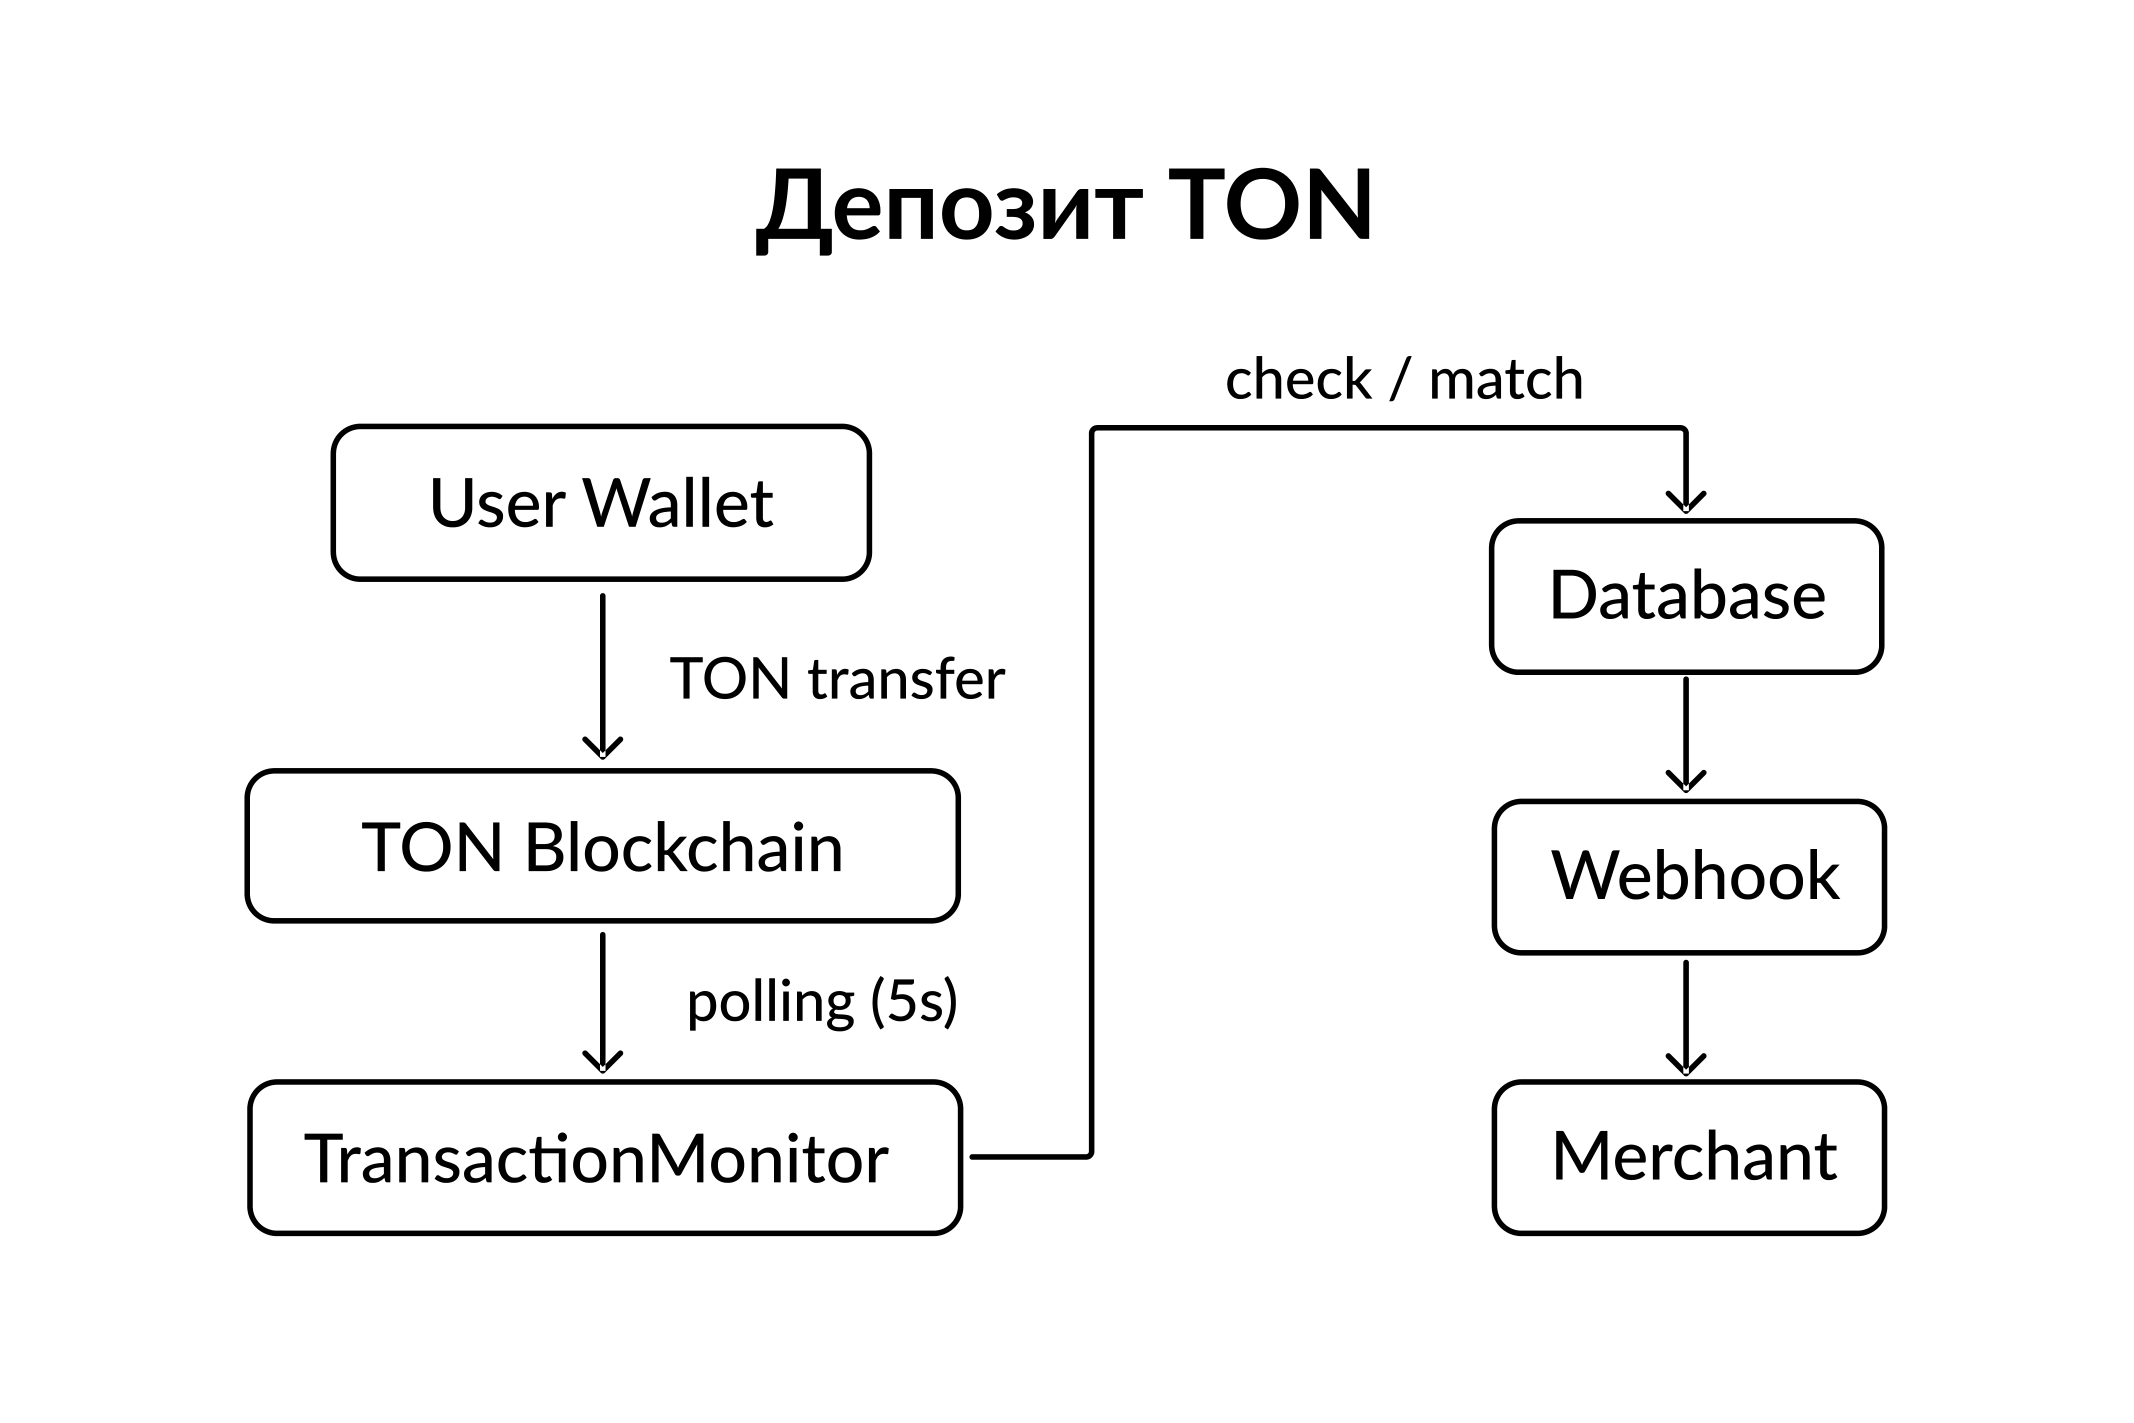 Депозит TON
User Wallet
TON transfer
TON Blockchain
polling (5s)
TransactionMonitor
check / match
Database
Webhook
Merchant